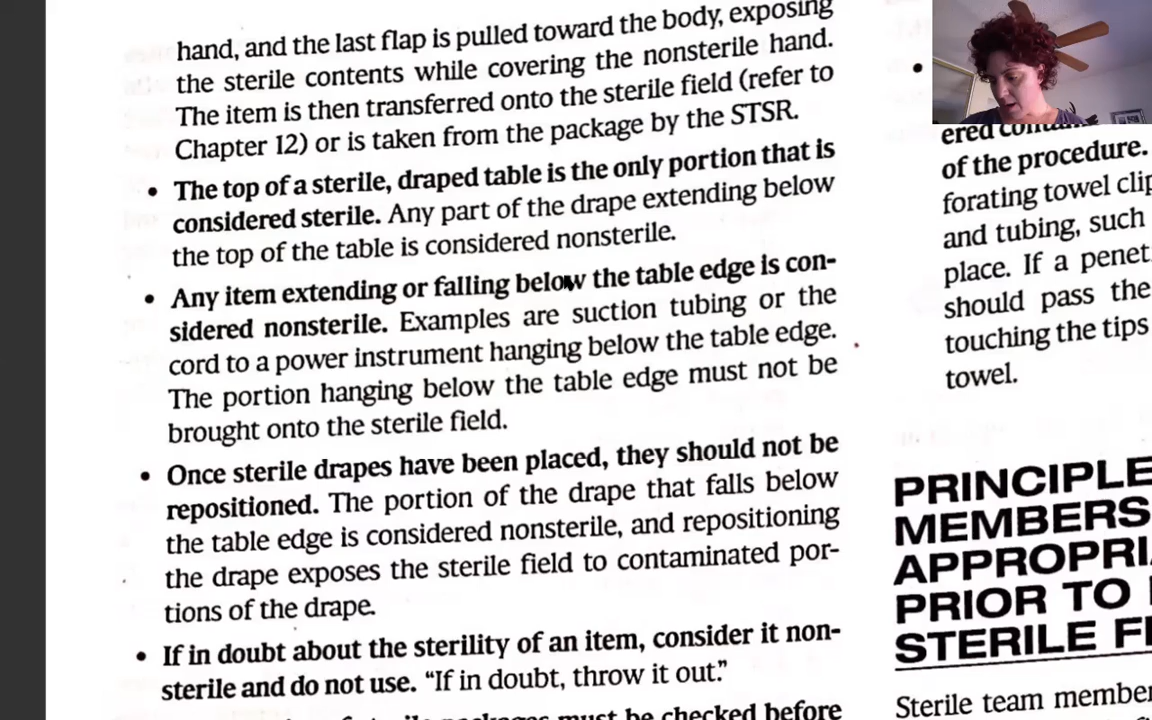 hand, and the last flap is pulled toward the body, exposing
the sterile contents while covering the nonsterile hand.
The item is then transferred onto the sterile field (refer to
Chapter 12) or is taken from the package by the STSR.
• The top of a sterile, draped table is the only portion that is
considered sterile. Any part of the drape extending below
the top of the table is considered nonsterile.
• Any item extending or falling below the table edge is con-
sidered nonsterile. Examples are suction tubing or the
cord to a power instrument hanging below the table edge.
The portion hanging below the table edge must not be
brought onto the sterile field.
• Once sterile drapes have been placed, they should not be
repositioned. The portion of the drape that falls below
the table edge is considered nonsterile, and repositioning
the drape exposes the sterile field to contaminated por-
tions of the drape.
• If in doubt about the sterility of an item, consider it non-
sterile and do not use. “If in doubt, throw it out.”
must be checked before
•
of the procedure.
forating towel clip
and tubing, such
place. If a penet
should pass the
touching the tips
towel.
PRINCIPLE
MEMBERS
APPROPRI
PRIOR TO
STERILE FI
Sterile team member